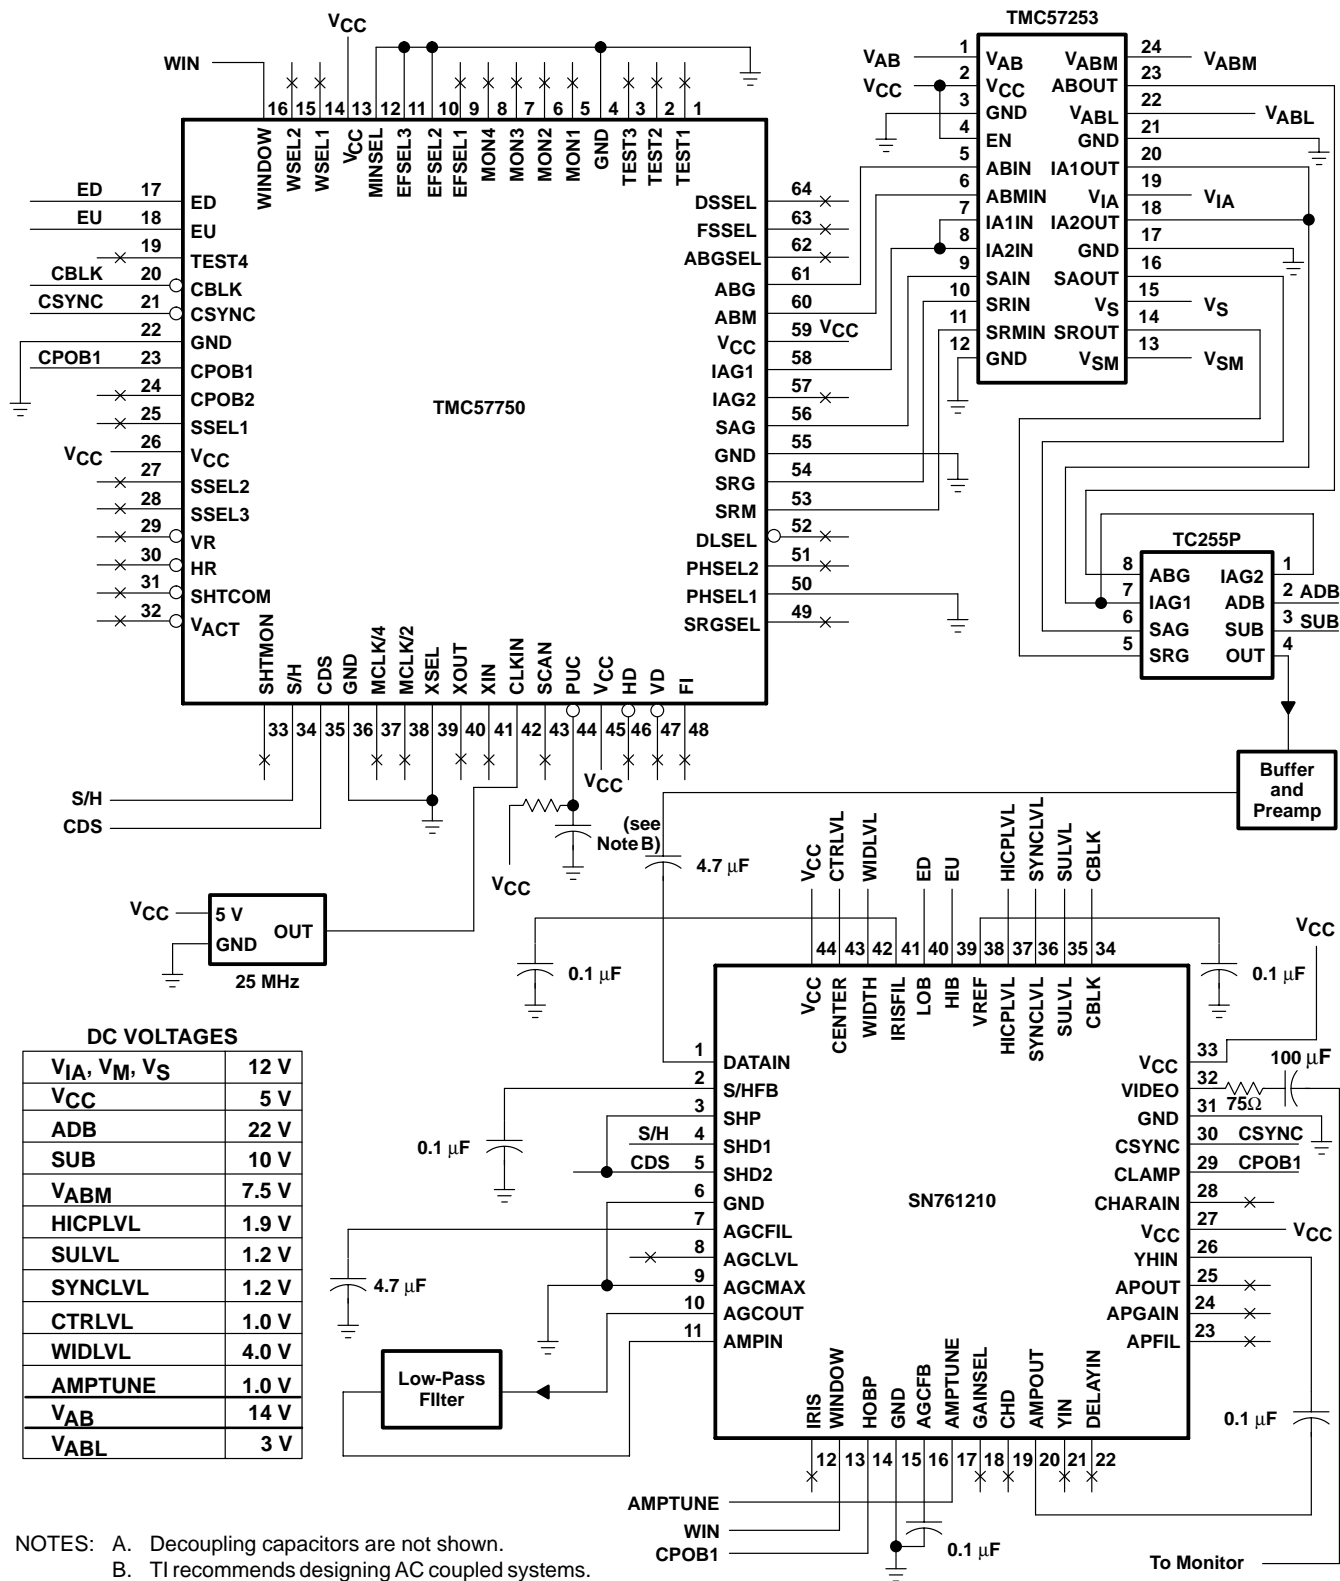 TMC57253
VCC
WIN
16 15 14 13 12 11 10 9 8 7 6 5 4 3 2 1
WINDOW
WSEL2
WSEL1
VCC
MINSEL
EFSEL3
EFSEL2
EFSEL1
MON4
MON3
MON2
MON1
GND
TEST3
TEST2
TEST1
ED 17 ED
EU 18 EU
19 TEST4
CBLK 20 CBLK
CSYNC 21 CSYNC
22 GND
CPOB1 23 CPOB1
24 CPOB2
25 SSEL1
VCC 26 VCC
27 SSEL2
28 SSEL3
29 VR
30 HR
31 SHTCOM
32 VACT
TMC57750
DSSEL 64
FSSEL 63
ABGSEL 62
ABG 61
ABM 60
VCC 59 VCC
IAG1 58
IAG2 57
SAG 56
GND 55
SRG 54
SRM 53
DLSEL 52
PHSEL2 51
PHSEL1 50
SRGSEL 49
SHTMON
S/H
CDS
GND
MCLK/4
MCLK/2
XSEL
XOUT
XIN
CLKIN
SCAN
PUC
VCC
HD
VD
FI
33 34 35 36 37 38 39 40 41 42 43 44 45 46 47 48
VAB 1 VAB
VCC 2 VCC
3 GND
4 EN
5 ABIN
6 ABMIN
7 IA1IN
8 IA2IN
9 SAIN
10 SRIN
11 SRMIN
12 GND
VABM 24 VABM
ABOUT 23
VABL 22 VABL
GND 21
IA1OUT 20
VIA 19 VIA
IA2OUT 18
GND 17
SAOUT 16
VS 15 VS
SROUT 14
VSM 13 VSM
TC255P
8 ABG IAG2 1
7 IAG1 ADB 2 ADB
6 SAG SUB 3 SUB
5 SRG OUT 4
Buffer
and
Preamp
S/H
CDS
VCC
VCC
(see
Note B)
4.7 µF
VCC 5 V
GND
OUT
25 MHz
0.1 µF
VCC
CTRLVL
WIDLVL
ED
EU
HICPLVL
SYNCLVL
SULVL
CBLK
VCC
0.1 µF
44 43 42 41 40 39 38 37 36 35 34
VCC
CENTER
WIDTH
IRISFIL
LOB
HIB
VREF
HICPLVL
SYNCLVL
SULVL
CBLK
1 DATAIN
2 S/HFB
0.1 µF
3 SHP
S/H 4 SHD1
CDS 5 SHD2
6 GND
7 AGCFIL
4.7 µF
8 AGCLVL
9 AGCMAX
10 AGCOUT
11 AMPIN
SN761210
VCC 33
100 µF
VIDEO 32
75Ω
GND 31
CSYNC 30 CSYNC
CLAMP 29 CPOB1
CHARAIN 28
VCC 27 VCC
YHIN 26
APOUT 25
APGAIN 24
APFIL 23
0.1 µF
IRIS
WINDOW
HOBP
GND
AGCFB
AMPTUNE
GAINSEL
CHD
AMPOUT
YIN
DELAYIN
12 13 14 15 16 17 18 19 20 21 22
Low-Pass
FIlter
AMPTUNE
WIN
CPOB1
0.1 µF
To Monitor
DC VOLTAGES
VIA, VM, VS 12 V
VCC 5 V
ADB 22 V
SUB 10 V
VABM 7.5 V
HICPLVL 1.9 V
SULVL 1.2 V
SYNCLVL 1.2 V
CTRLVL 1.0 V
WIDLVL 4.0 V
AMPTUNE 1.0 V
VAB 14 V
VABL 3 V
NOTES: A. Decoupling capacitors are not shown.
B. TI recommends designing AC coupled systems.